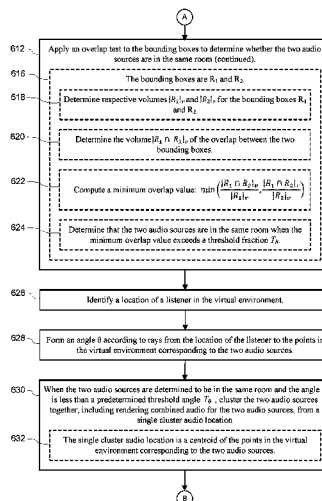 A
612
Apply an overlap test to the bounding boxes to determine whether the two audio
sources are in the same room (continued).
616
The bounding boxes are R₁ and R₂.
618
Determine respective volumes |R₁|ᵥ and |R₂|ᵥ for the bounding boxes R₁
and R₂.
620
Determine the volume |R₁ ∩ R₂|ᵥ of the overlap between the two
bounding boxes.
622
Compute a minimum overlap value: min(|R₁ ∩ R₂|ᵥ / |R₁|ᵥ, |R₁ ∩ R₂|ᵥ / |R₂|ᵥ)
624
Determine that the two audio sources are in the same room when the
minimum overlap value exceeds a threshold fraction
626
Identify a location of a listener in the virtual environment.
628
Form an angle θ according to rays from the location of the listener to the points in
the virtual environment corresponding to the two audio sources.
630
When the two audio sources are determined to be in the same room and the angle
is less than a predetermined threshold angle T_θ, cluster the two audio sources
together, including rendering combined audio for the two audio sources, from a
single cluster audio location
632
The single cluster audio location is a centroid of the points in the virtual
environment corresponding to the two audio sources.
B